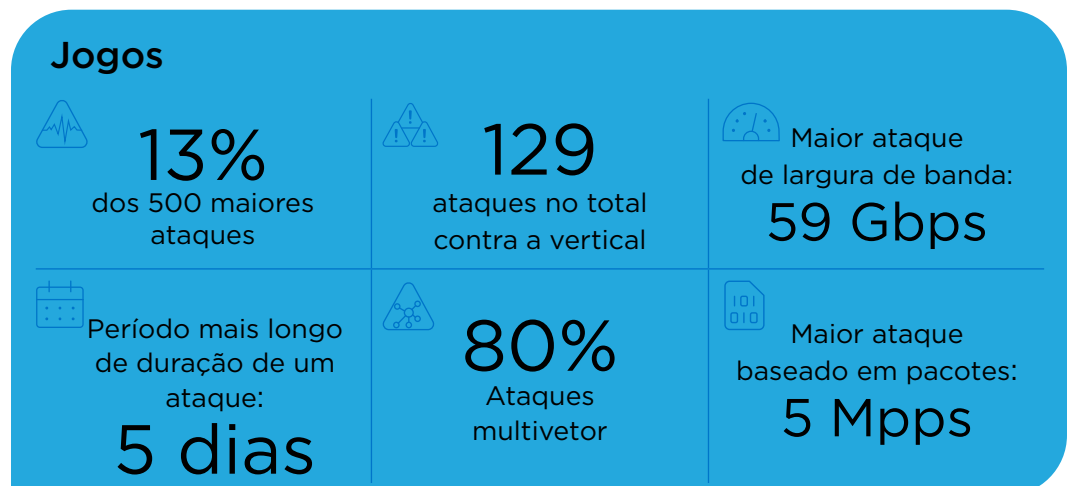 Jogos
13%
dos 500 maiores
ataques
129
ataques no total
contra a vertical
Maior ataque
de largura de banda:
59 Gbps
Período mais longo
de duração de um
ataque:
5 dias
80%
Ataques
multivetor
101
010
Maior ataque
baseado em pacotes:
5 Mpps